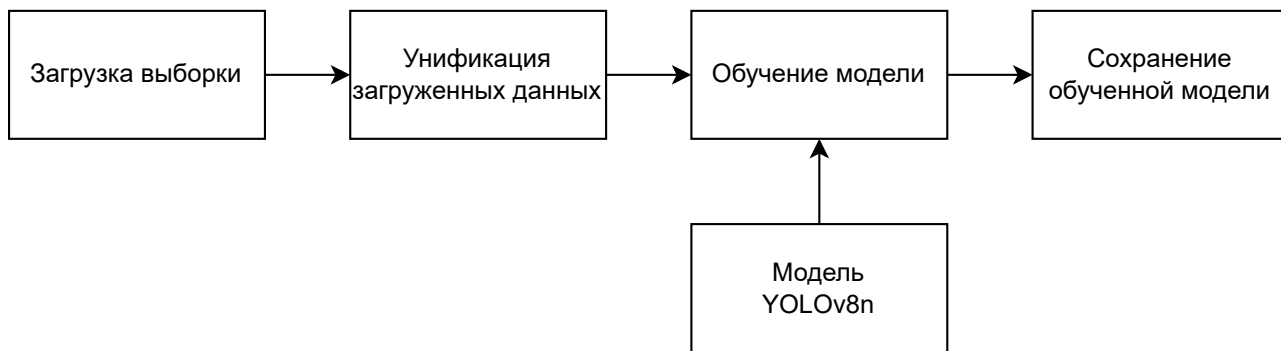 Загрузка выборки
Унификация
загруженных данных
Обучение модели
Сохранение
обученной модели
Модель
YOLOv8n